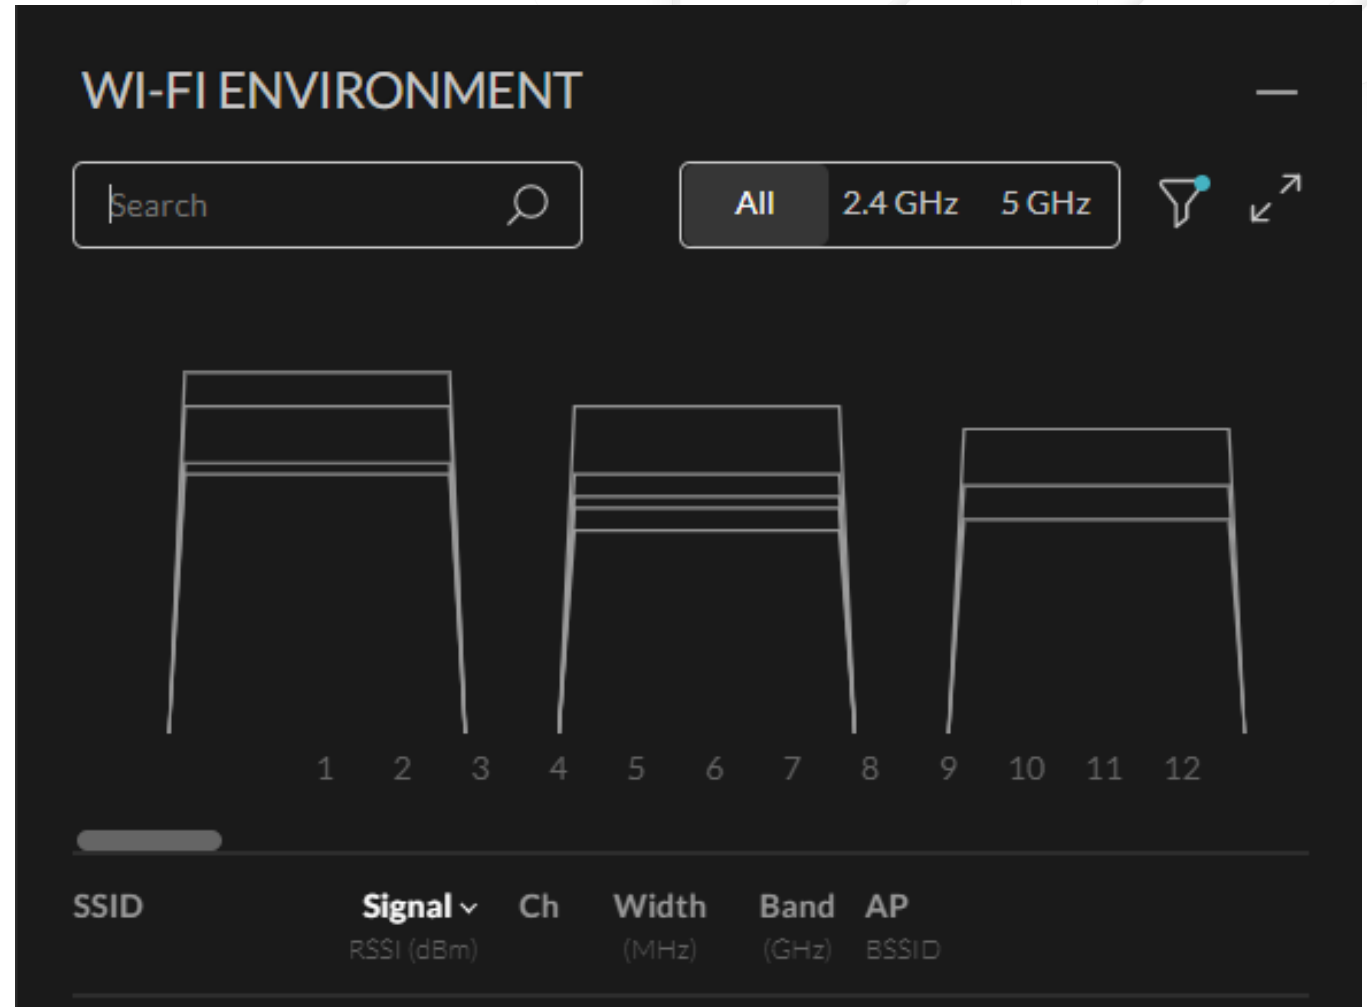 WI-FI ENVIRONMENT
Search
All 2.4 GHz 5 GHz
1 2 3 4 5 6 7 8 9 10 11 12
SSID Signal Ch Width Band AP
RSSI (dBm) (MHz) (GHz) BSSID